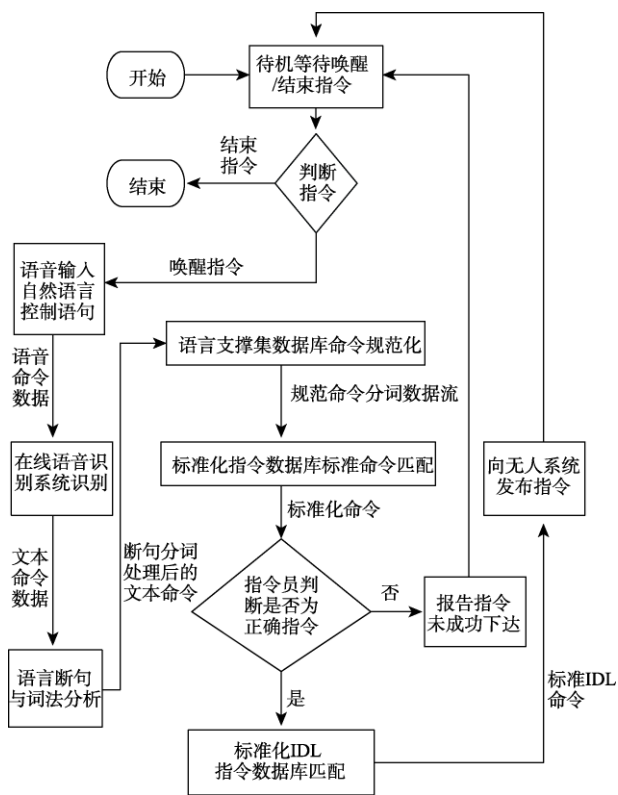 开始
待机等待唤醒
/结束指令
结束
指令
判断
指令
结束
唤醒指令
语音输入
自然语言
控制语句
语音
命令
数据
在线语音识
别系统识别
文本
命令
数据
语言断句
与词法分析
断句分词
处理后的
文本命令
语言支撑集数据库命令规范化
规范命令分词数据流
标准化指令数据库标准命令匹配
标准化命令
指令员判
断是否为
正确指令
否
报告指令
未成功下达
是
标准化IDL
指令数据库匹配
标准IDL
命令
向无人系统
发布指令